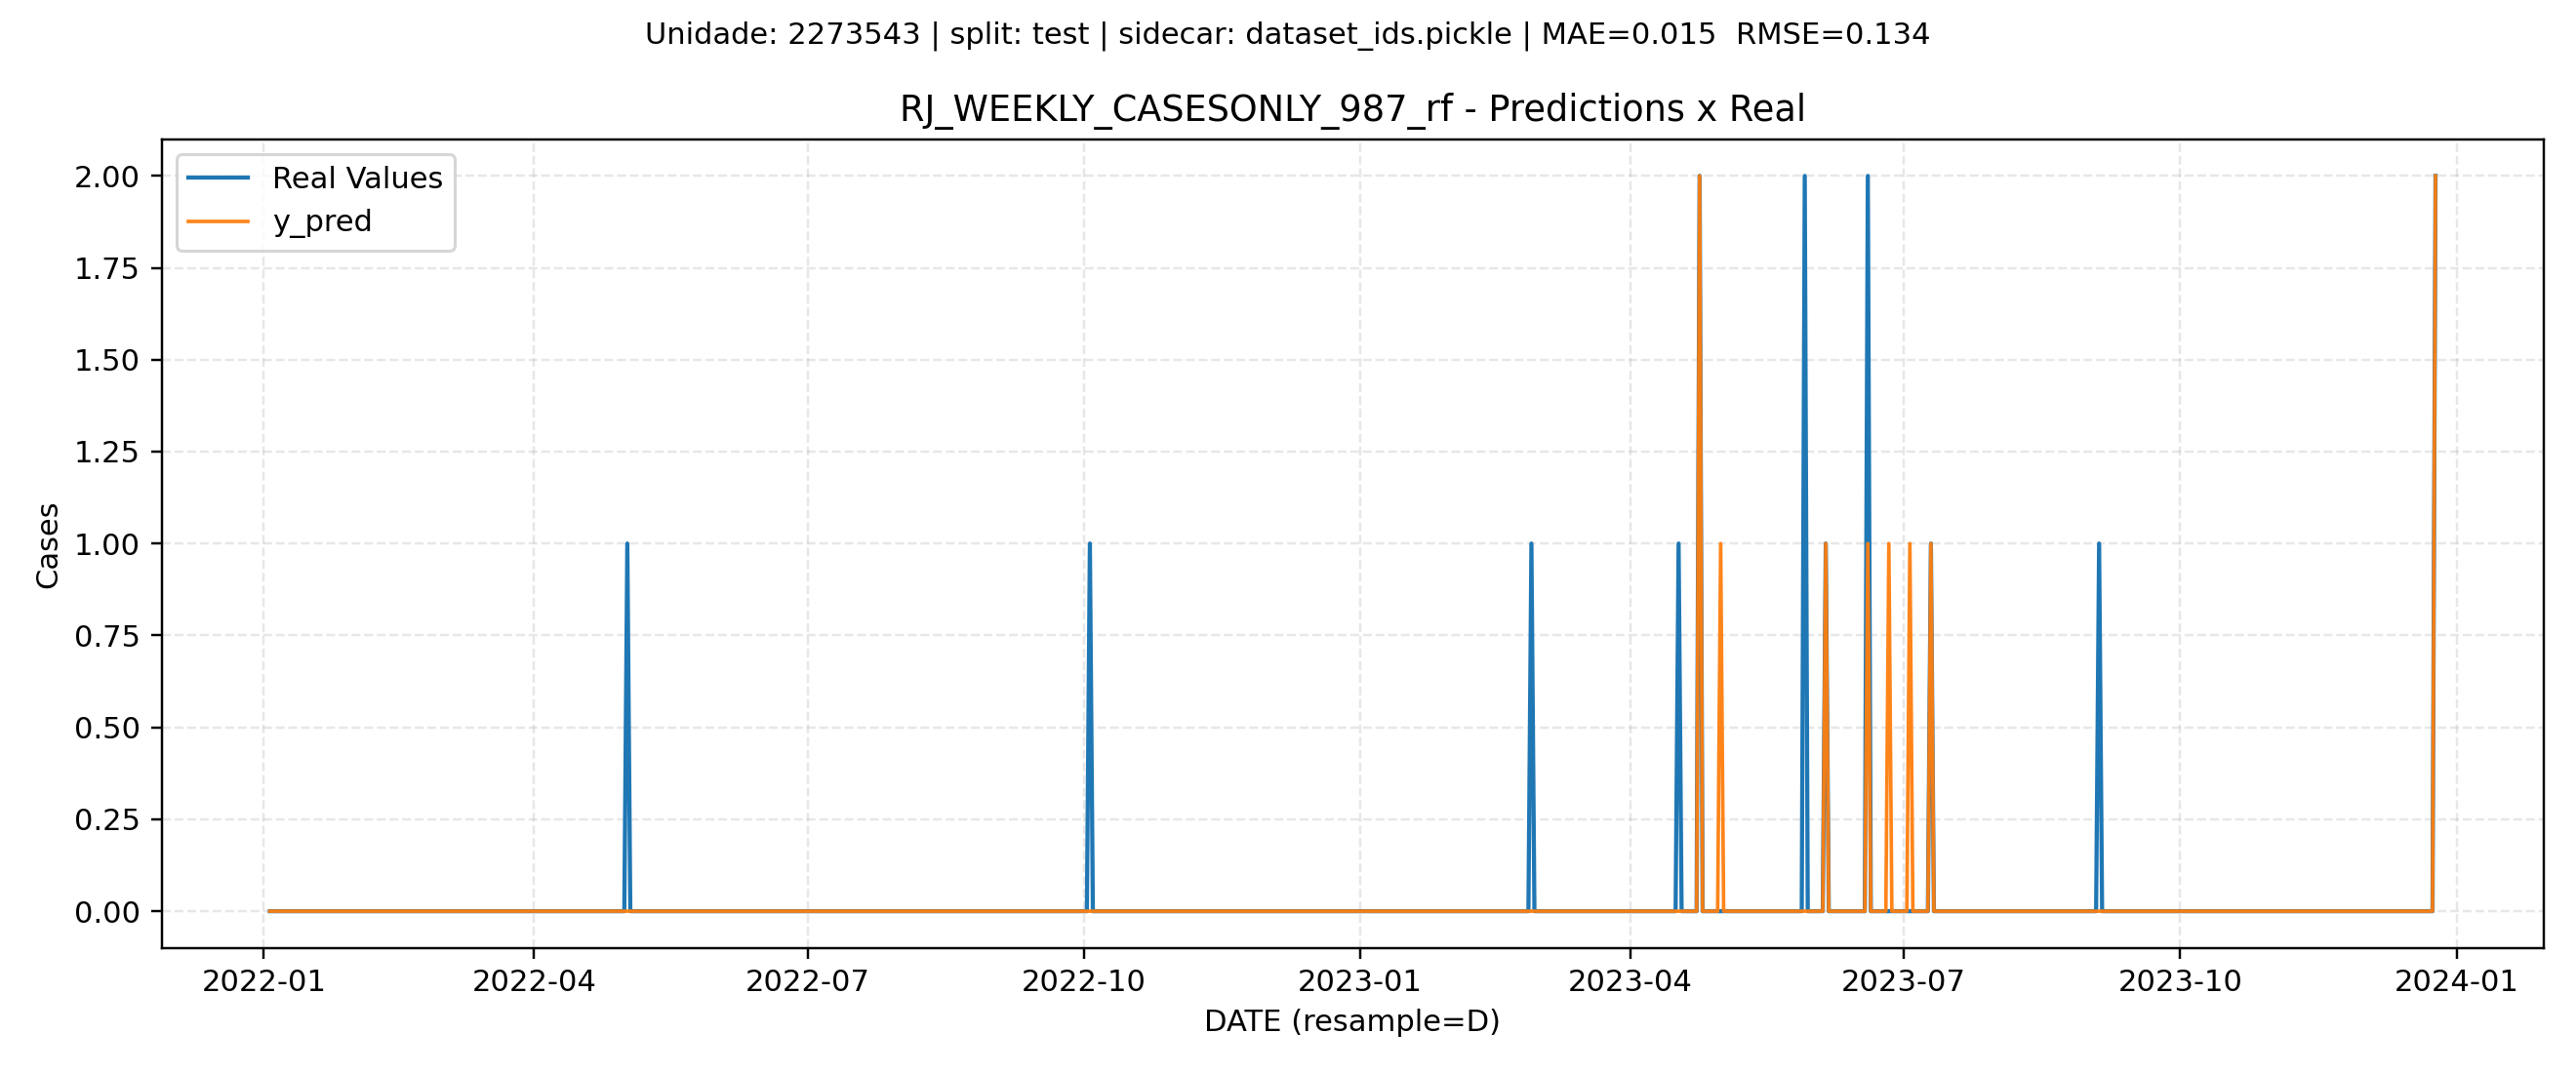 Unidade: 2273543 | split: test | sidecar: dataset_ids.pickle | MAE=0.015  RMSE=0.134
RJ_WEEKLY_CASESONLY_987_rf - Predictions x Real
Real Values
y_pred
2.00
1.75
1.50
1.25
1.00
0.75
0.50
0.25
0.00
Cases
2022-01 2022-04 2022-07 2022-10 2023-01 2023-04 2023-07 2023-10 2024-01
DATE (resample=D)